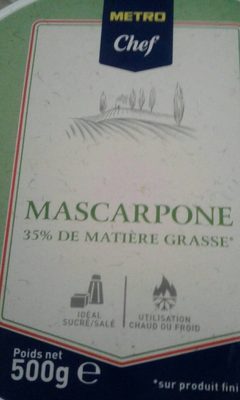 METRO
Chef
MASCARPONE
35% DE MATIÈRE GRASSE*
IDÉAL
SUCRÉ/SALÉ
UTILISATION
CHAUD OU FROID
Poids net
500g e
*sur produit fini